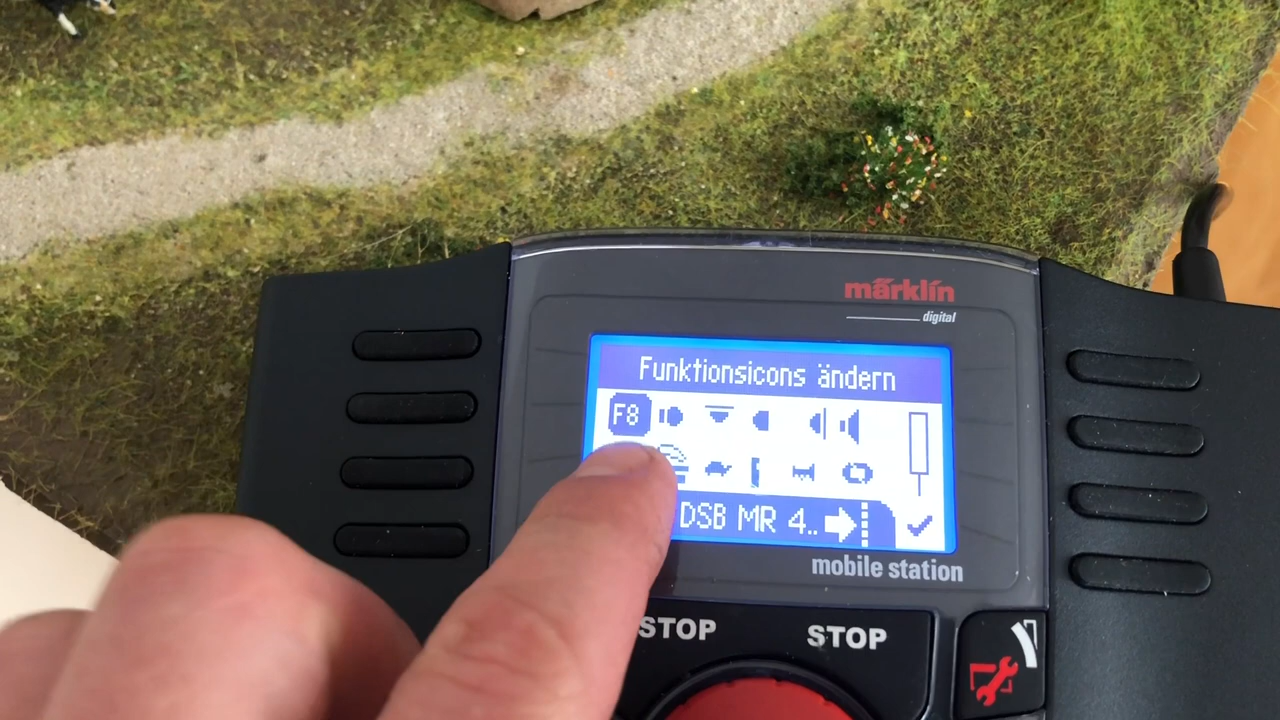 märklin
digital
Funktionsicons ändern
F8
DSB MR 4..
mobile station
STOP STOP